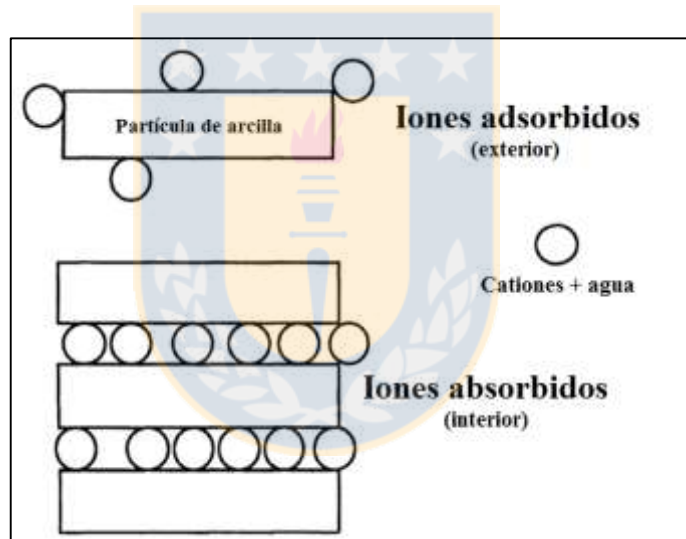 Partícula de arcilla
Iones adsorbidos
(exterior)
Cationes + agua
Iones absorbidos
(interior)